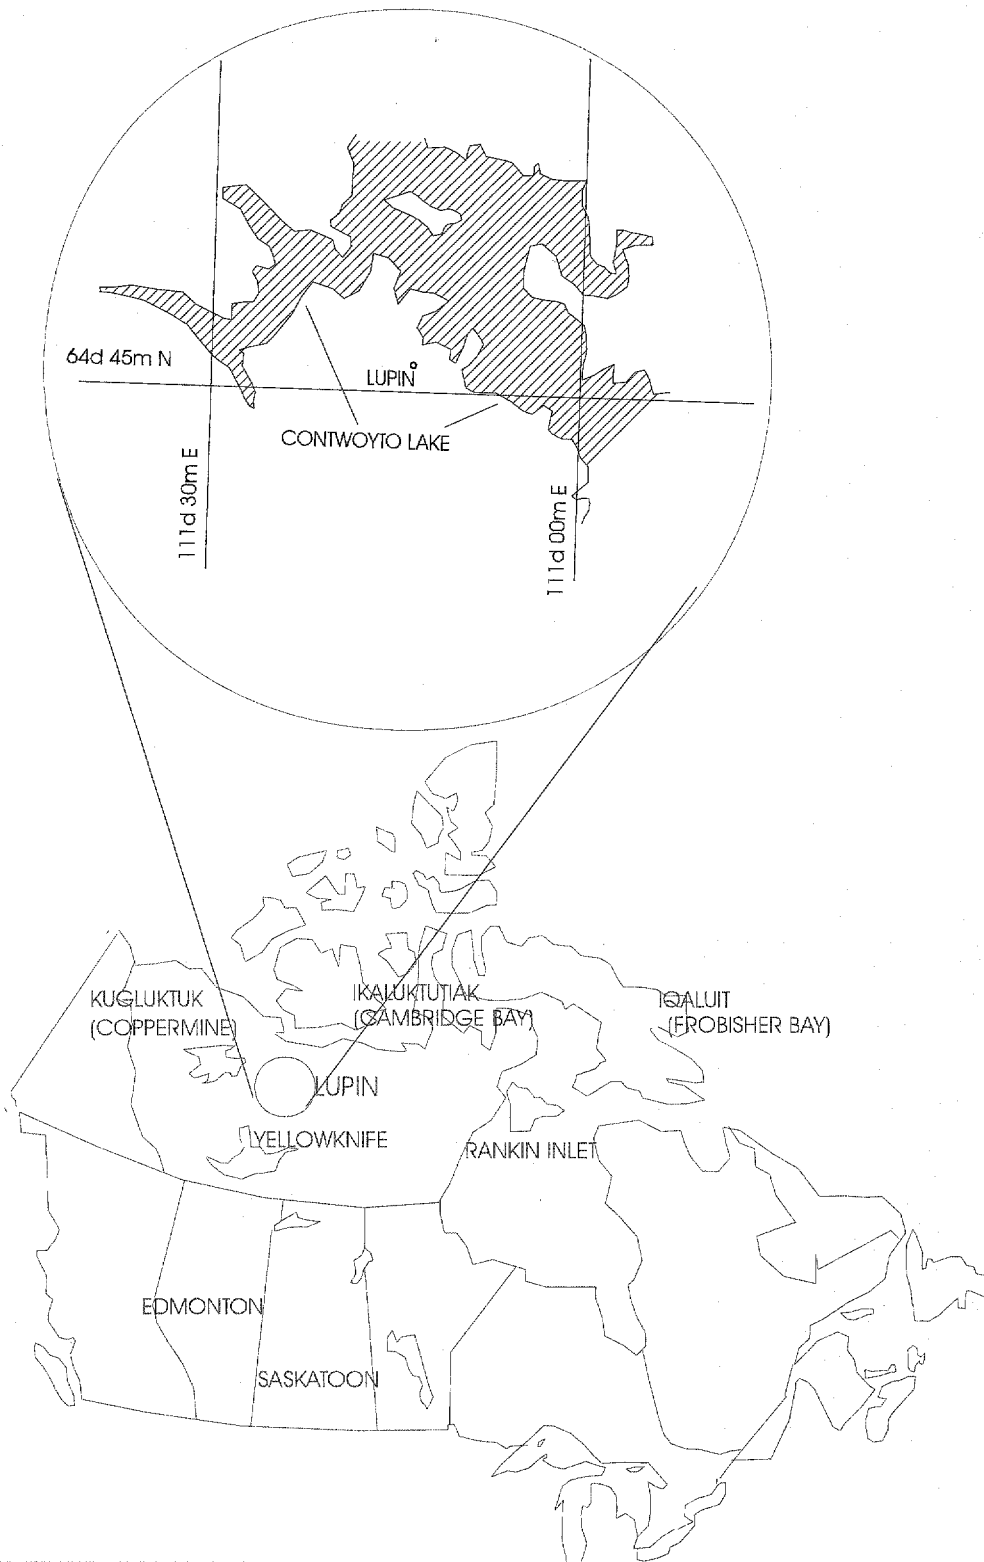 64d 45m N
LUPIN
CONTWOYTO LAKE
111d 30m E
111d 00m E
KUGLUKTUK
(COPPERMINE)
IKALUKTUTIAK
(CAMBRIDGE BAY)
IQALUIT
(FROBISHER BAY)
LUPIN
YELLOWKNIFE
RANKIN INLET
EDMONTON
SASKATOON